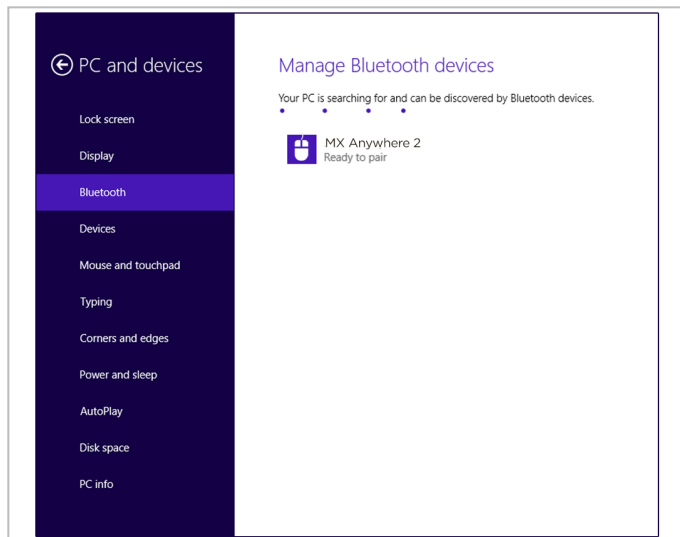 PC and devices
Lock screen
Display
Bluetooth
Devices
Mouse and touchpad
Typing
Corners and edges
Power and sleep
AutoPlay
Disk space
PC info
Manage Bluetooth devices
Your PC is searching for and can be discovered by Bluetooth devices.
MX Anywhere 2
Ready to pair